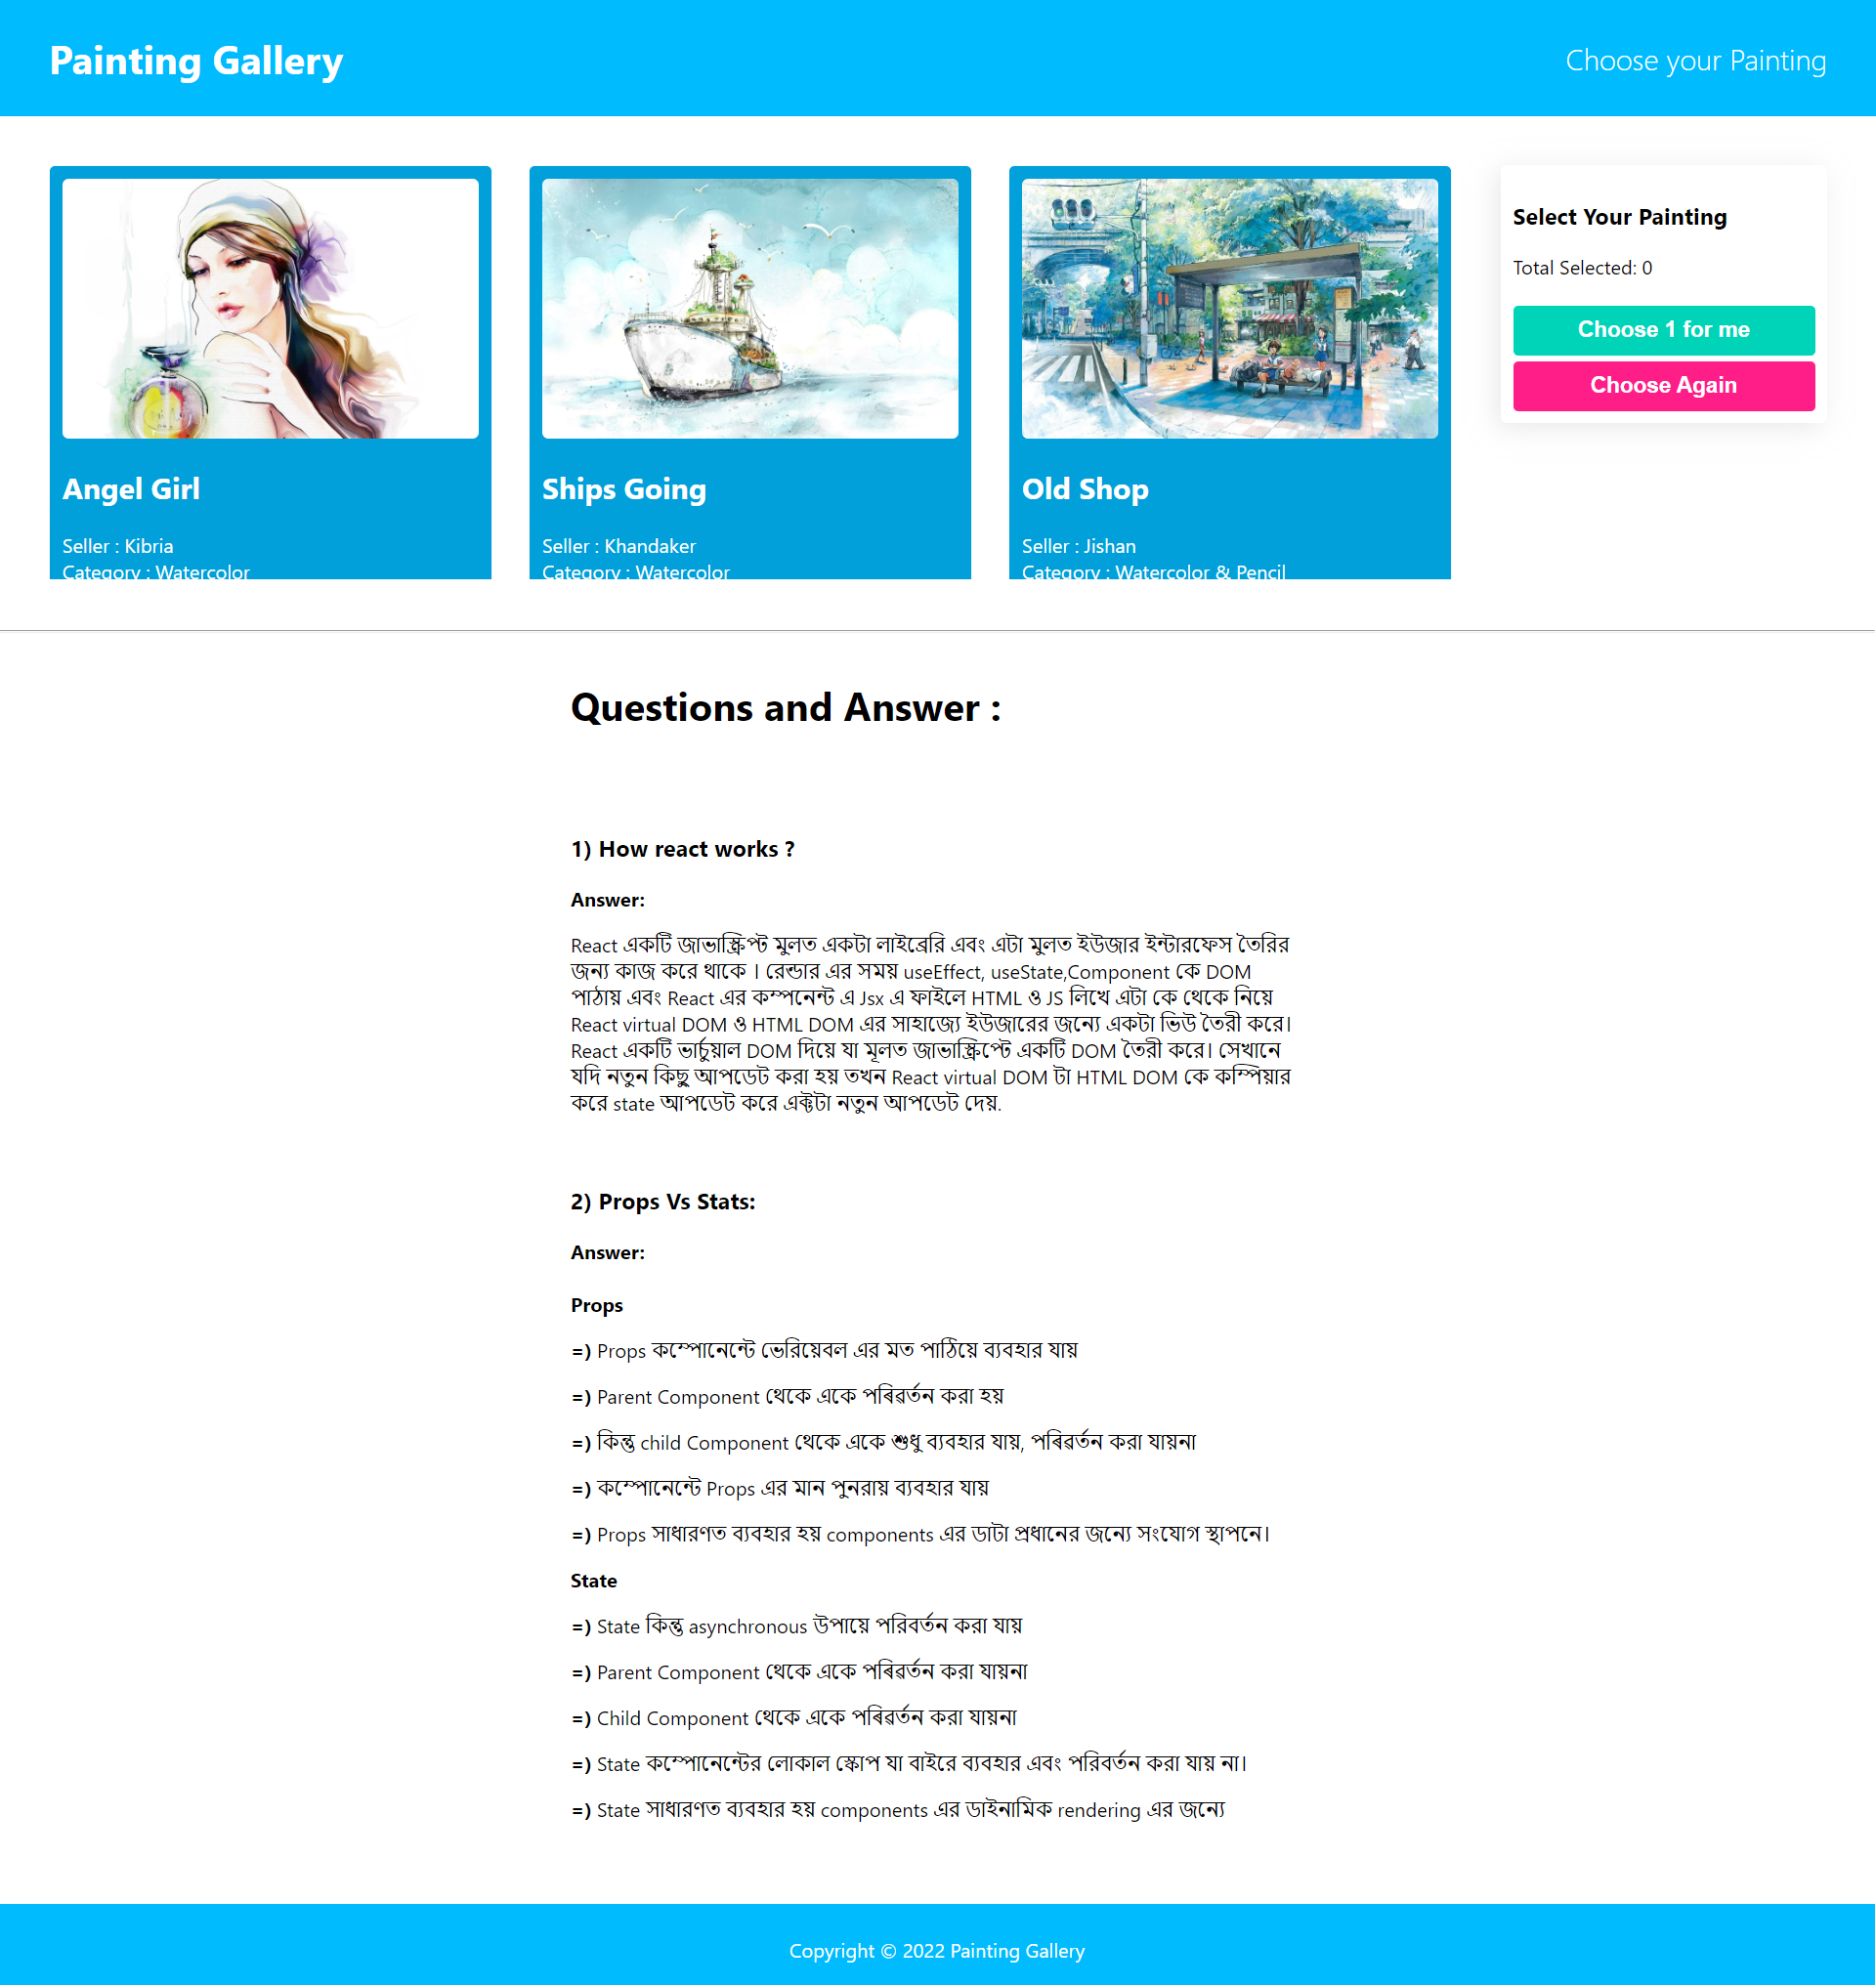 Painting Gallery
Choose your Painting
Angel Girl
Seller : Kibria
Category : Watercolor
Ships Going
Seller : Khandaker
Category : Watercolor
Old Shop
Seller : Jishan
Category : Watercolor & Pencil
Select Your Painting
Total Selected: 0
Choose 1 for me
Choose Again
Questions and Answer :
1) How react works ?
Answer:
React একটি জাভাস্ক্রিপ্ট মুলত একটা লাইব্রেরি এবং এটা মুলত ইউজার ইন্টারফেস তৈরির
জন্য কাজ করে থাকে । রেন্ডার এর সময় useEffect, useState,Component কে DOM
পাঠায় এবং React এর কম্পনেন্ট এ Jsx এ ফাইলে HTML ও JS লিখে এটা কে থেকে নিয়ে
React virtual DOM ও HTML DOM এর সাহাজ্যে ইউজারের জন্যে একটা ভিউ তৈরী করে।
React একটি ভার্চুয়াল DOM দিয়ে যা মূলত জাভাস্ক্রিপ্টে একটি DOM তৈরী করে। সেখানে
যদি নতুন কিছু আপডেট করা হয় তখন React virtual DOM টা HTML DOM কে কম্পিয়ার
করে state আপডেট করে এক্টটা নতুন আপডেট দেয়.
2) Props Vs Stats:
Answer:
Props
=) Props কম্পোনেন্টে ভেরিয়েবল এর মত পাঠিয়ে ব্যবহার যায়
=) Parent Component থেকে একে পৰিৱৰ্তন করা হয়
=) কিন্তু child Component থেকে একে শুধু ব্যবহার যায়, পৰিৱৰ্তন করা যায়না
=) কম্পোনেন্টে Props এর মান পুনরায় ব্যবহার যায়
=) Props সাধারণত ব্যবহার হয় components এর ডাটা প্রধানের জন্যে সংযোগ স্থাপনে।
State
=) State কিন্তু asynchronous উপায়ে পরিবর্তন করা যায়
=) Parent Component থেকে একে পৰিৱৰ্তন করা যায়না
=) Child Component থেকে একে পৰিৱৰ্তন করা যায়না
=) State কম্পোনেন্টের লোকাল স্কোপ যা বাইরে ব্যবহার এবং পরিবর্তন করা যায় না।
=) State সাধারণত ব্যবহার হয় components এর ডাইনামিক rendering এর জন্যে
Copyright © 2022 Painting Gallery